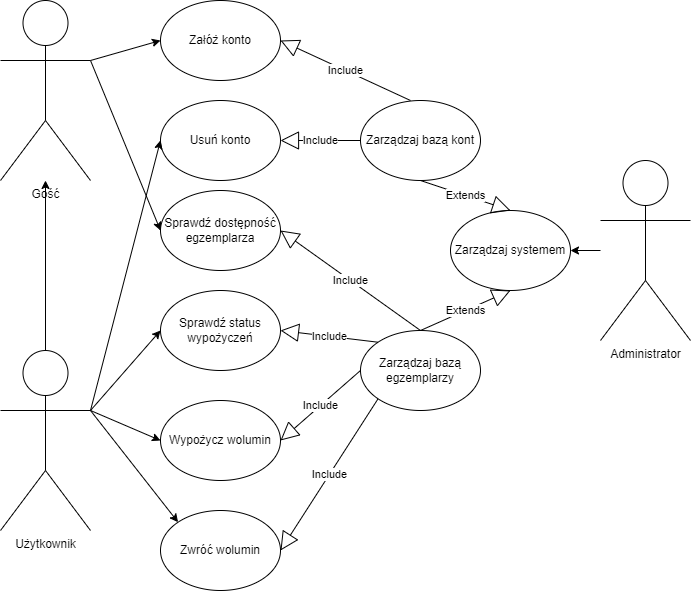 Załóż konto
Include
Usuń konto
Include
Zarządzaj bazą kont
Gość
Extends
Sprawdź dostępność
egzemplarza
Zarządzaj systemem
Include
Extends
Sprawdź status
wypożyczeń
Include
Administrator
Zarządzaj bazą
egzemplarzy
Include
Wypożycz wolumin
Include
Użytkownik
Zwróć wolumin